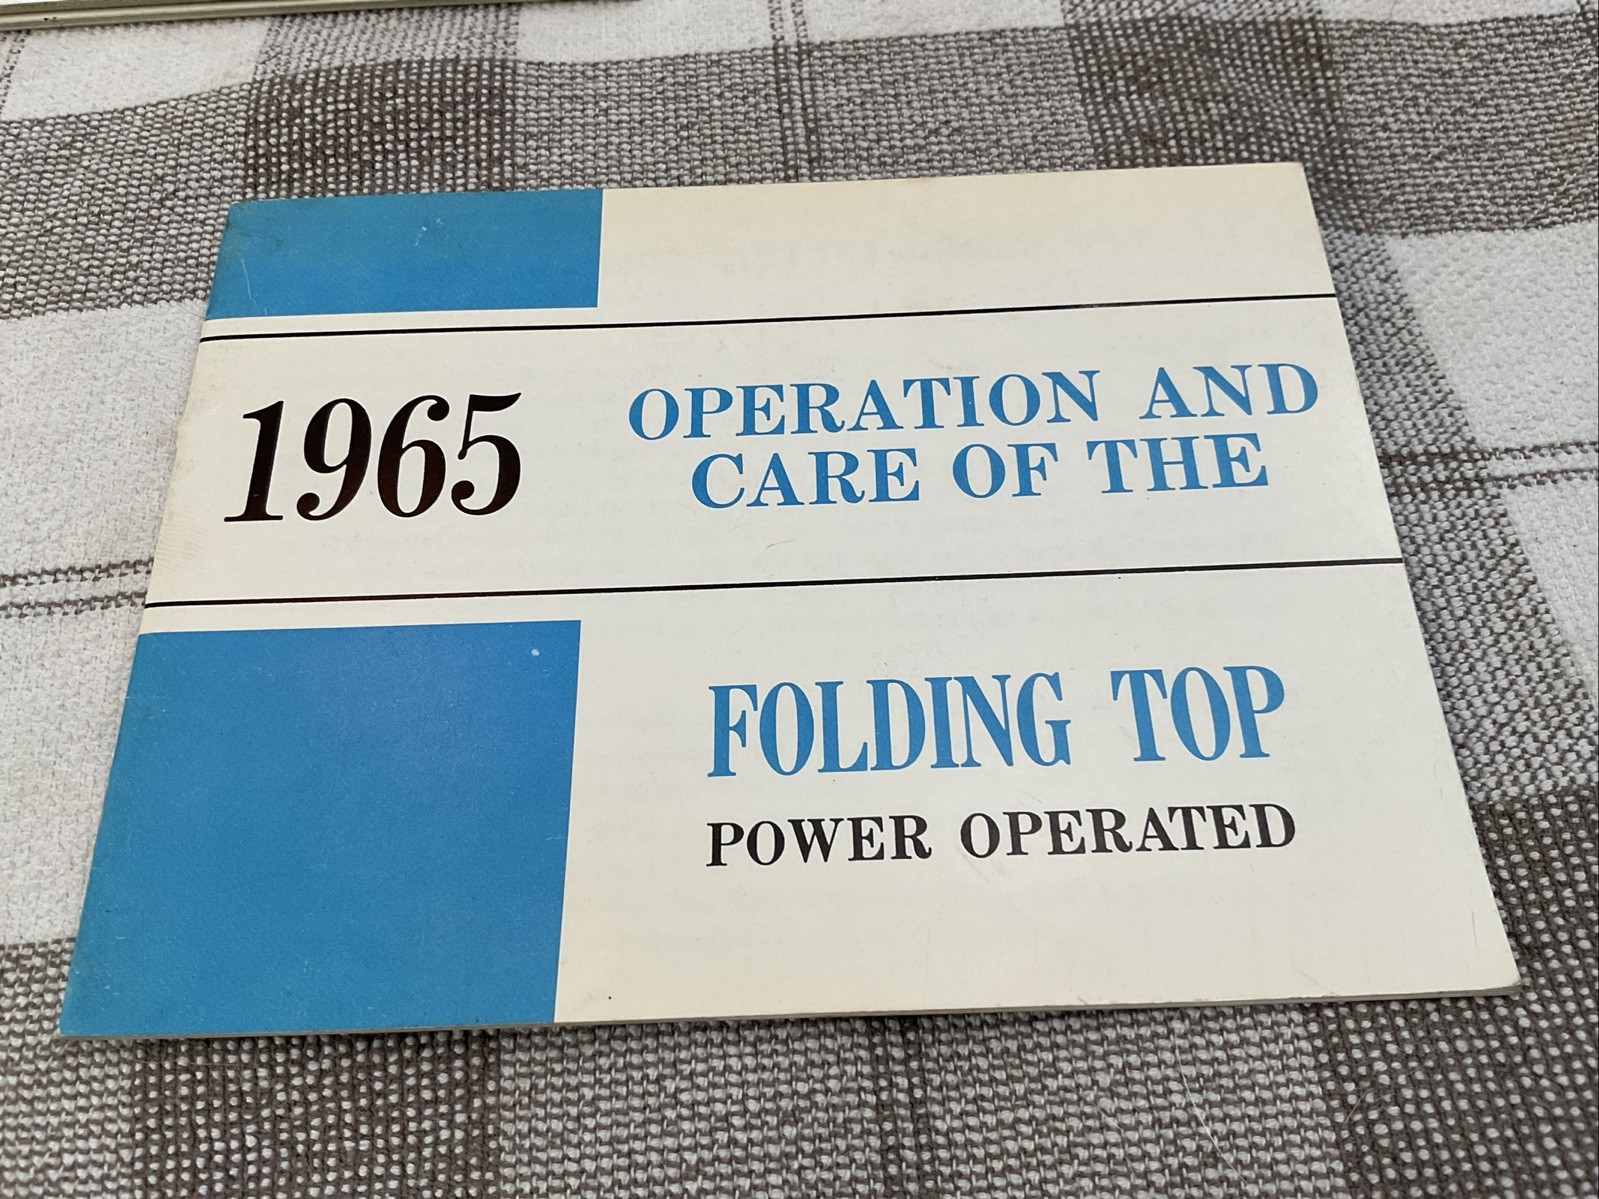 1965
OPERATION AND
CARE OF THE
FOLDING TOP
POWER OPERATED